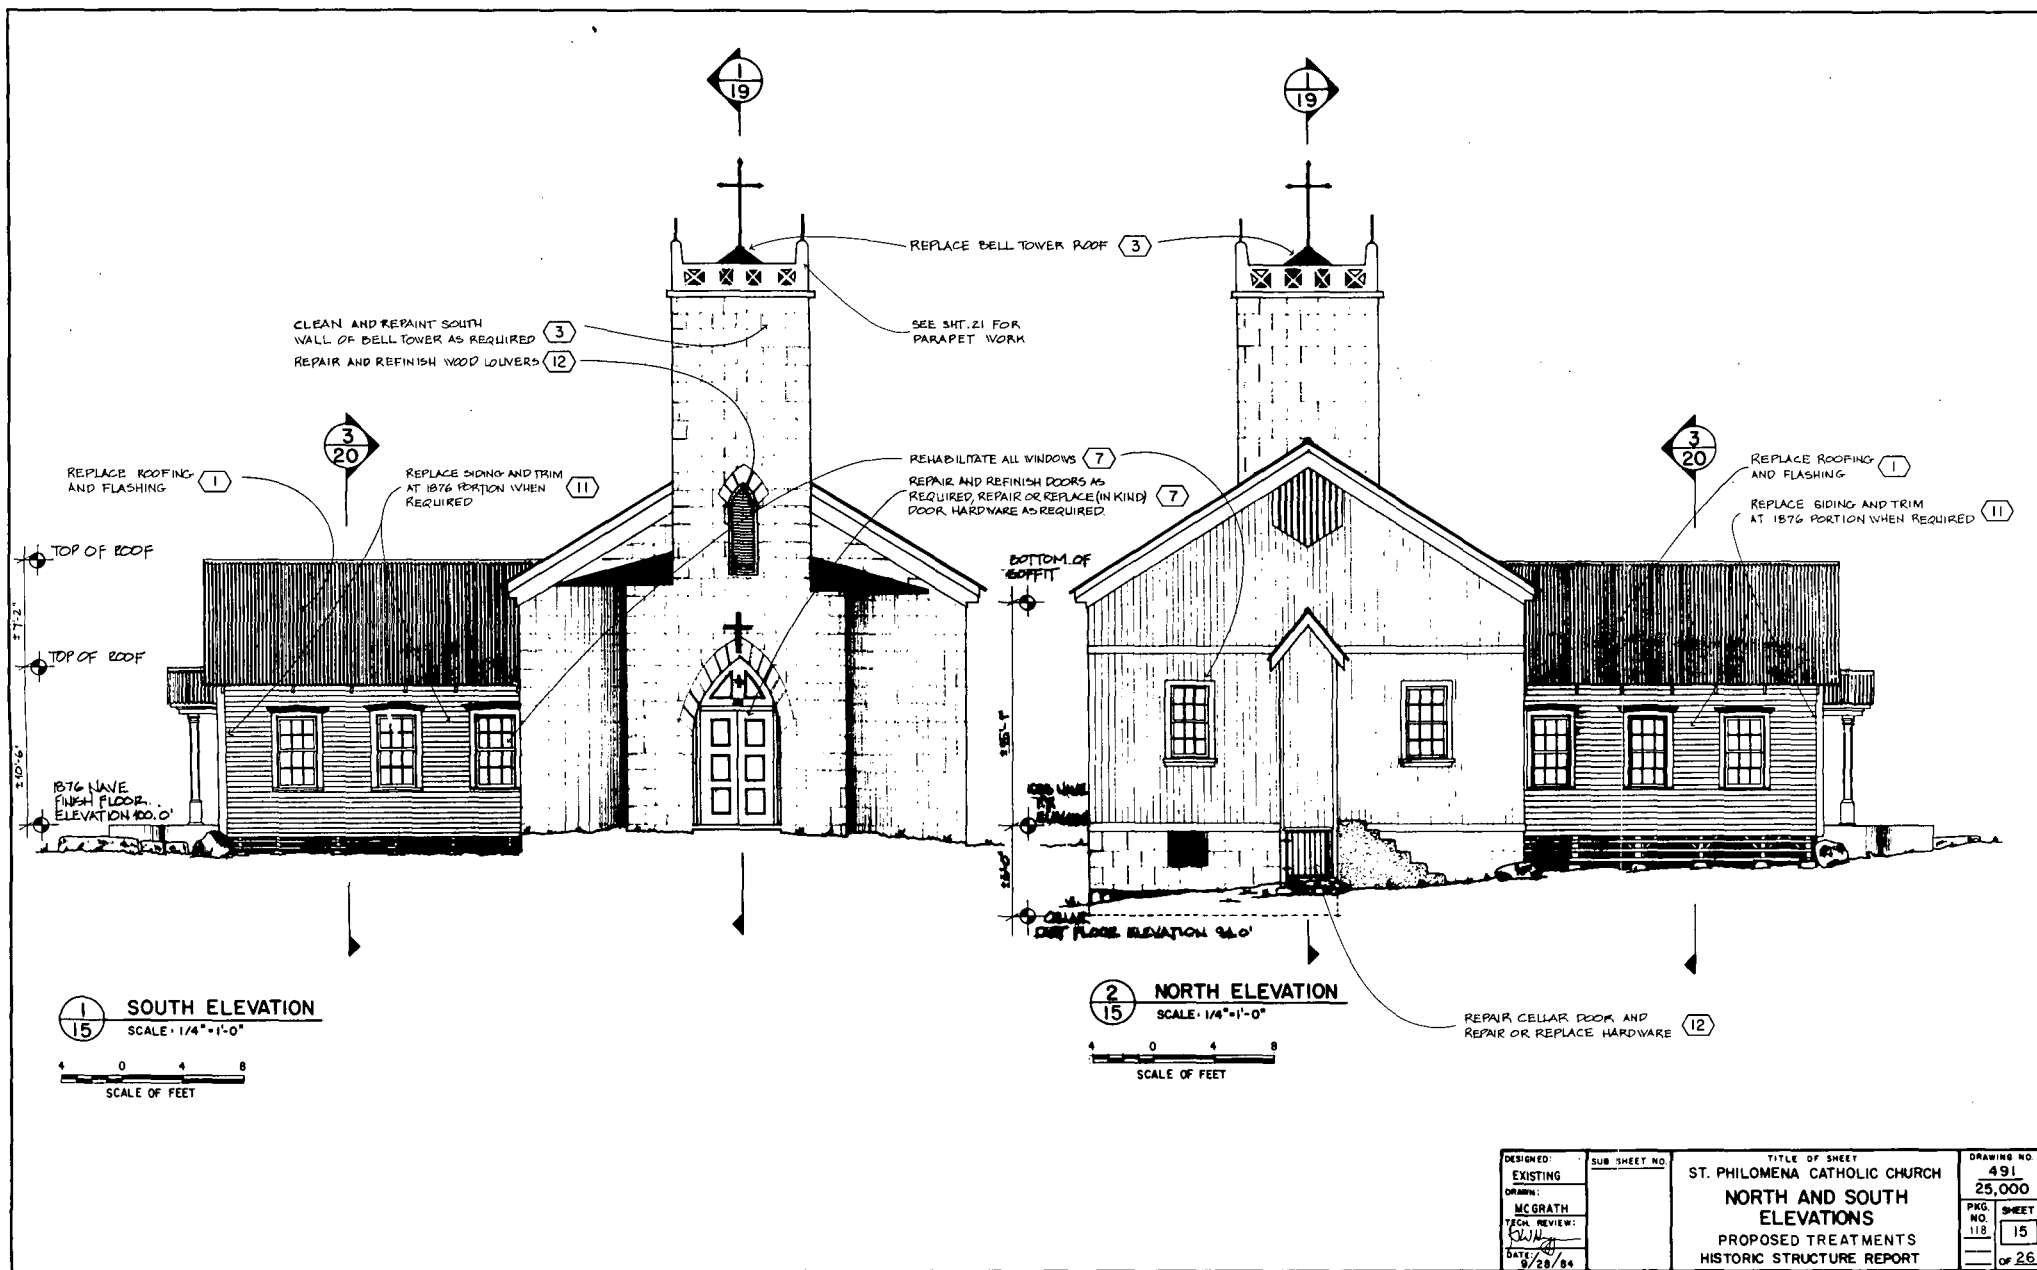 1
19
1
19
REPLACE BELL TOWER ROOF 3
CLEAN AND REPAINT SOUTH
WALL OF BELL TOWER AS REQUIRED 3
REPAIR AND REFINISH WOOD LOUVERS 12
SEE SHT. 21 FOR
PARAPET WORK
3
20
REPLACE ROOFING
AND FLASHING 1
REPLACE SIDING AND TRIM
AT 1876 PORTION WHEN
REQUIRED 11
REHABILITATE ALL WINDOWS 7
REPAIR AND REFINISH DOORS AS
REQUIRED, REPAIR OR REPLACE (IN KIND)
DOOR HARDWARE AS REQUIRED. 7
3
20
REPLACE ROOFING
AND FLASHING 1
REPLACE SIDING AND TRIM
AT 1876 PORTION WHEN REQUIRED 11
TOP OF ROOF
±7'-2"
TOP OF ROOF
±10'-6"
1876 NAVE
FINISH FLOOR
ELEVATION 100.0'
BOTTOM OF
SOFFIT
NAVE
CELLAR
FLOOR ELEVATION
1
15
SOUTH ELEVATION
SCALE: 1/4"=1'-0"
4 0 4 8
SCALE OF FEET
2
15
NORTH ELEVATION
SCALE: 1/4"=1'-0"
4 0 4 8
SCALE OF FEET
REPAIR CELLAR DOOR AND
REPAIR OR REPLACE HARDWARE 12
DESIGNED:
EXISTING
DRAWN:
MCGRATH
TECH. REVIEW:
DATE:
9/28/84
SUB SHEET NO.
TITLE OF SHEET
ST. PHILOMENA CATHOLIC CHURCH
NORTH AND SOUTH
ELEVATIONS
PROPOSED TREATMENTS
HISTORIC STRUCTURE REPORT
DRAWING NO.
491
25,000
PKG.
NO.
118
SHEET
15
OF 26